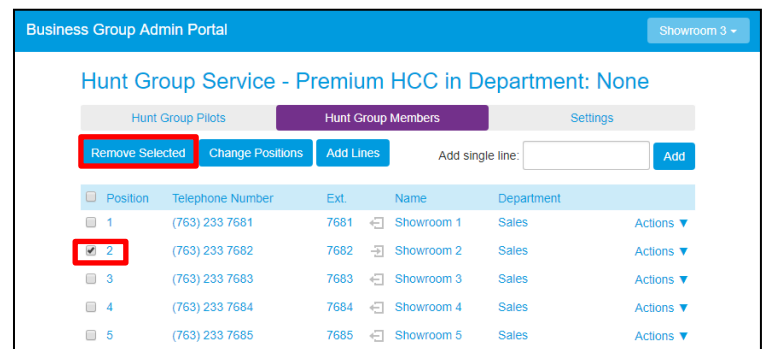 Business Group Admin Portal Showroom 3
Hunt Group Service - Premium HCC in Department: None
Hunt Group Pilots Hunt Group Members Settings
Remove Selected Change Positions Add Lines Add single line: Add
Position Telephone Number Ext. Name Department
1 (763) 233 7681 7681 Showroom 1 Sales Actions ▼
2 (763) 233 7682 7682 Showroom 2 Sales Actions ▼
3 (763) 233 7683 7683 Showroom 3 Sales Actions ▼
4 (763) 233 7684 7684 Showroom 4 Sales Actions ▼
5 (763) 233 7685 7685 Showroom 5 Sales Actions ▼